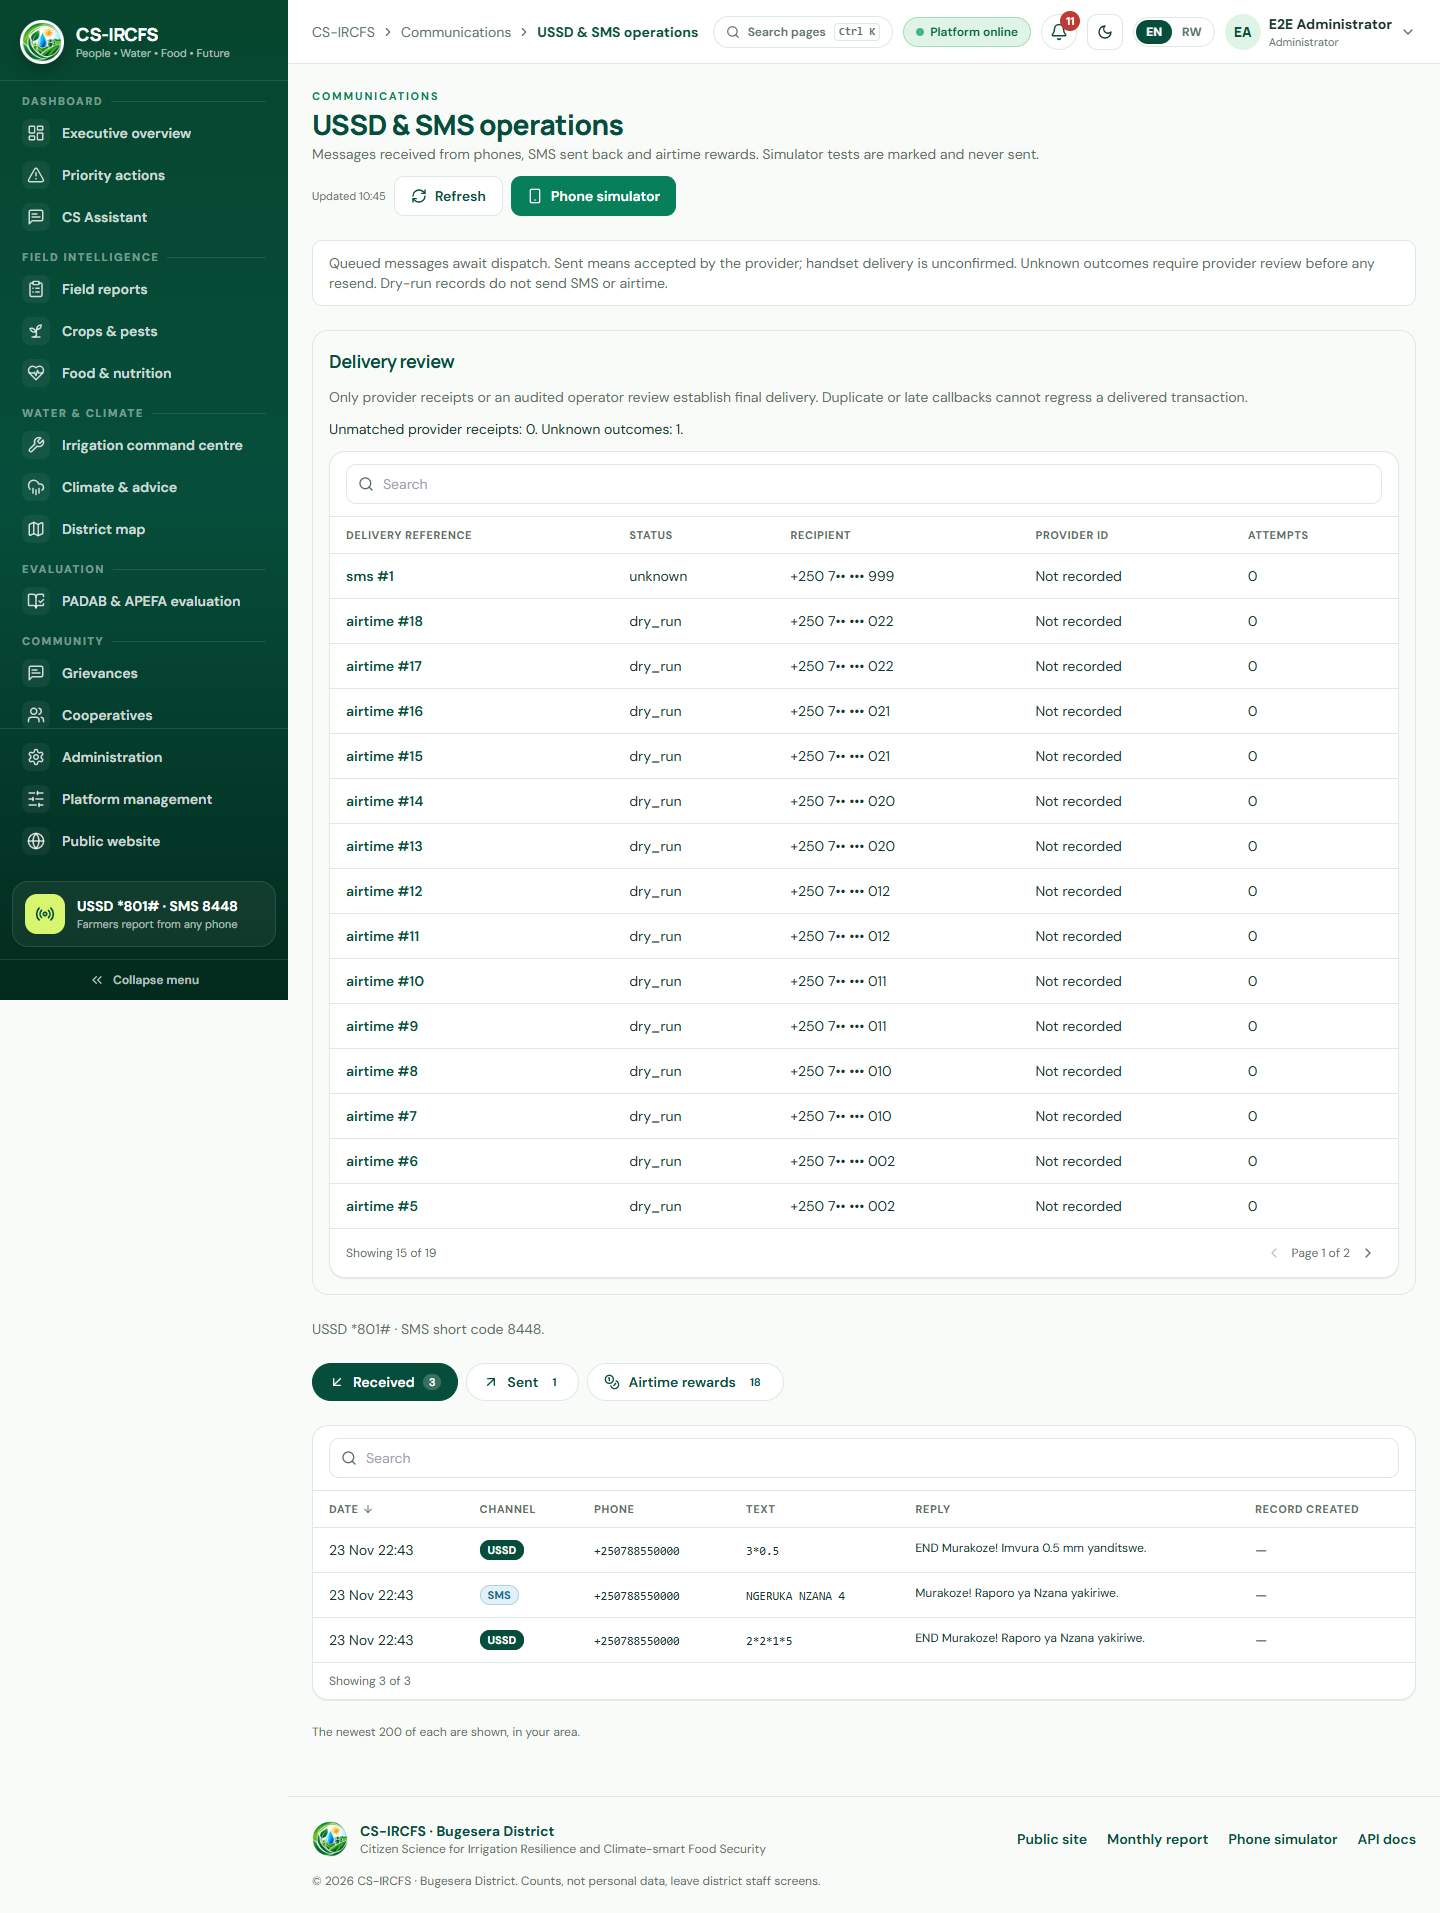 CS-IRCFS
People • Water • Food • Future
DASHBOARD
Executive overview
Priority actions
CS Assistant
FIELD INTELLIGENCE
Field reports
Crops & pests
Food & nutrition
WATER & CLIMATE
Irrigation command centre
Climate & advice
District map
EVALUATION
PADAB & APEFA evaluation
COMMUNITY
Grievances
Cooperatives
Administration
Platform management
Public website
USSD *801# · SMS 8448
Farmers report from any phone
Collapse menu
CS-IRCFS > Communications > USSD & SMS operations
Search pages Ctrl K
Platform online
11
EN RW
EA
E2E Administrator
Administrator
COMMUNICATIONS
USSD & SMS operations
Messages received from phones, SMS sent back and airtime rewards. Simulator tests are marked and never sent.
Updated 10:45 Refresh Phone simulator
Queued messages await dispatch. Sent means accepted by the provider; handset delivery is unconfirmed. Unknown outcomes require provider review before any
resend. Dry-run records do not send SMS or airtime.
Delivery review
Only provider receipts or an audited operator review establish final delivery. Duplicate or late callbacks cannot regress a delivered transaction.
Unmatched provider receipts: 0. Unknown outcomes: 1.
Search
DELIVERY REFERENCE STATUS RECIPIENT PROVIDER ID ATTEMPTS
sms #1 unknown +250 7•• ••• 999 Not recorded 0
airtime #18 dry_run +250 7•• ••• 022 Not recorded 0
airtime #17 dry_run +250 7•• ••• 022 Not recorded 0
airtime #16 dry_run +250 7•• ••• 021 Not recorded 0
airtime #15 dry_run +250 7•• ••• 021 Not recorded 0
airtime #14 dry_run +250 7•• ••• 020 Not recorded 0
airtime #13 dry_run +250 7•• ••• 020 Not recorded 0
airtime #12 dry_run +250 7•• ••• 012 Not recorded 0
airtime #11 dry_run +250 7•• ••• 012 Not recorded 0
airtime #10 dry_run +250 7•• ••• 011 Not recorded 0
airtime #9 dry_run +250 7•• ••• 011 Not recorded 0
airtime #8 dry_run +250 7•• ••• 010 Not recorded 0
airtime #7 dry_run +250 7•• ••• 010 Not recorded 0
airtime #6 dry_run +250 7•• ••• 002 Not recorded 0
airtime #5 dry_run +250 7•• ••• 002 Not recorded 0
Showing 15 of 19 Page 1 of 2
USSD *801# · SMS short code 8448.
Received 3 Sent 1 Airtime rewards 18
Search
DATE ↓ CHANNEL PHONE TEXT REPLY RECORD CREATED
23 Nov 22:43 USSD +250788550000 3*0.5 END Murakoze! Imvura 0.5 mm yanditswe. —
23 Nov 22:43 SMS +250788550000 NGERUKA NZANA 4 Murakoze! Raporo ya Nzana yakiriwe. —
23 Nov 22:43 USSD +250788550000 2*2*1*5 END Murakoze! Raporo ya Nzana yakiriwe. —
Showing 3 of 3
The newest 200 of each are shown, in your area.
CS-IRCFS · Bugesera District
Citizen Science for Irrigation Resilience and Climate-smart Food Security
Public site Monthly report Phone simulator API docs
© 2026 CS-IRCFS · Bugesera District. Counts, not personal data, leave district staff screens.